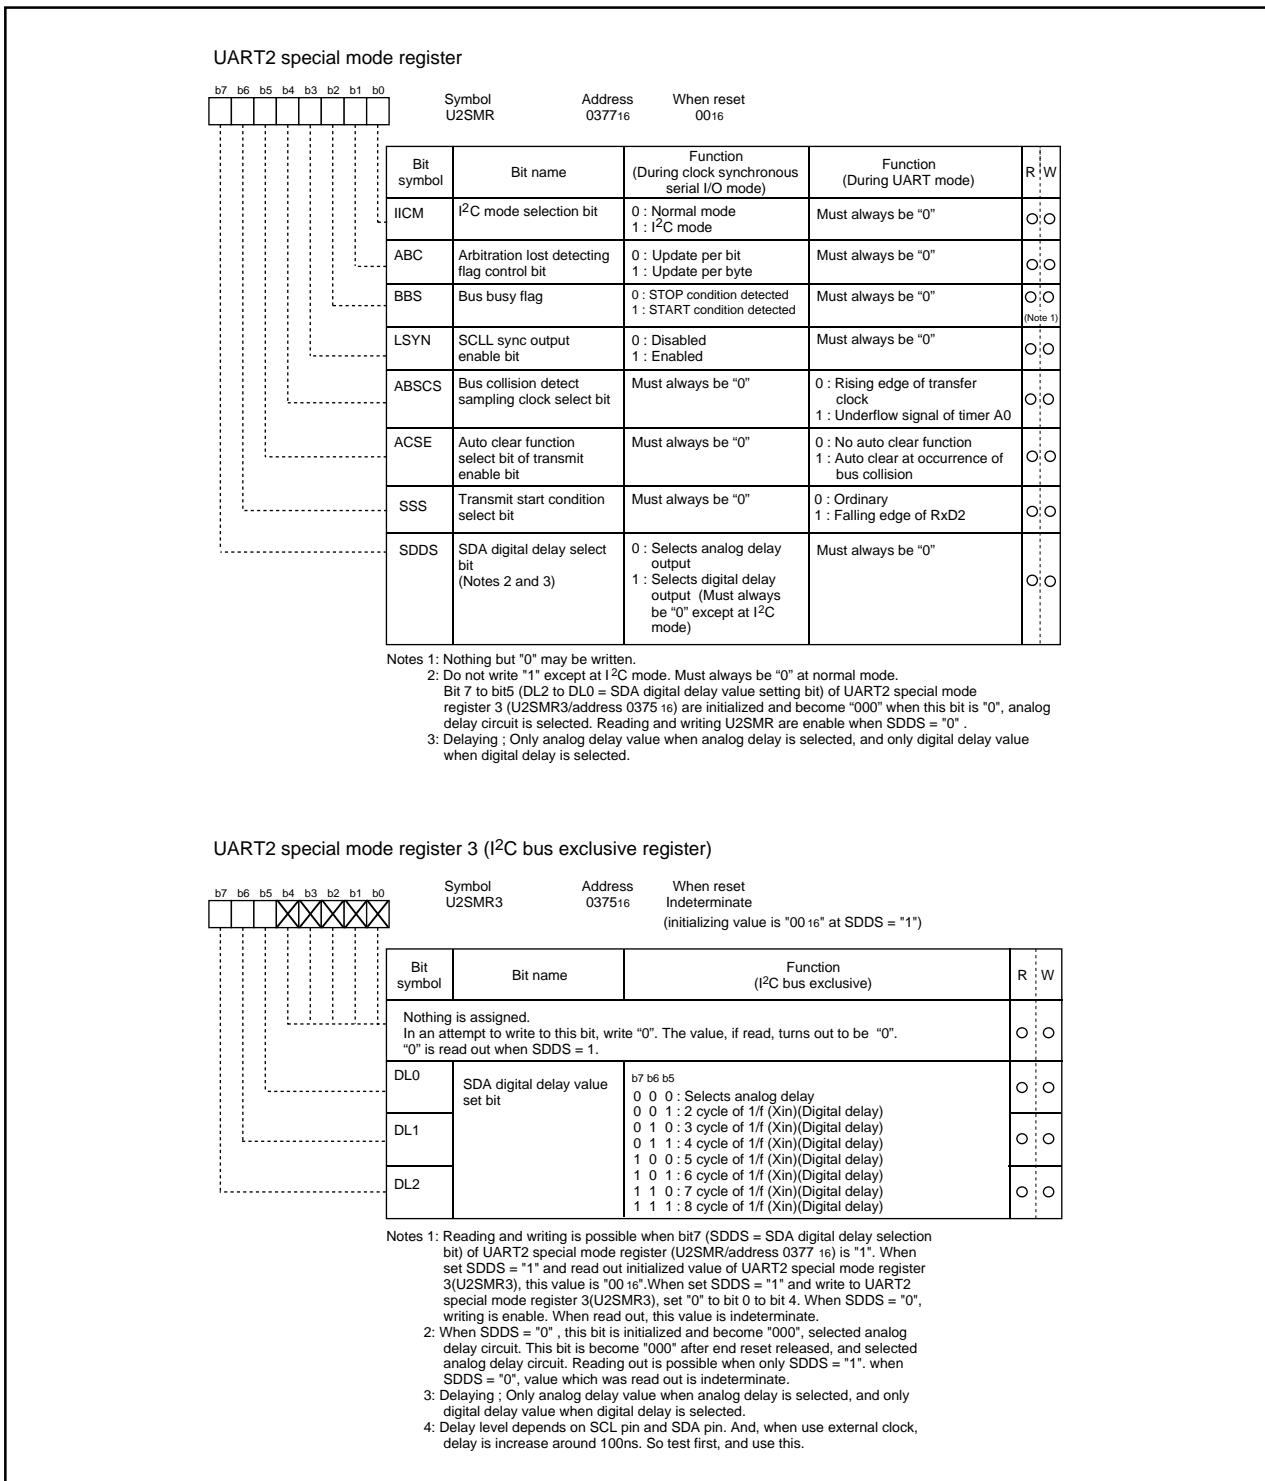 UART2 special mode register
b7 b6 b5 b4 b3 b2 b1 b0
Symbol Address When reset
U2SMR 037716 0016
Bit symbol Bit name Function (During clock synchronous serial I/O mode) Function (During UART mode) R W
IICM I2C mode selection bit 0 : Normal mode Must always be “0”
1 : I2C mode
ABC Arbitration lost detecting 0 : Update per bit Must always be “0”
flag control bit 1 : Update per byte
BBS Bus busy flag 0 : STOP condition detected Must always be “0”
1 : START condition detected
(Note 1)
LSYN SCLL sync output 0 : Disabled Must always be “0”
enable bit 1 : Enabled
ABSCS Bus collision detect Must always be “0” 0 : Rising edge of transfer
sampling clock select bit clock
1 : Underflow signal of timer A0
ACSE Auto clear function Must always be “0” 0 : No auto clear function
select bit of transmit 1 : Auto clear at occurrence of
enable bit bus collision
SSS Transmit start condition Must always be “0” 0 : Ordinary
select bit 1 : Falling edge of RxD2
SDDS SDA digital delay select 0 : Selects analog delay Must always be “0”
bit output
(Notes 2 and 3) 1 : Selects digital delay
output (Must always
be “0” except at I2C
mode)
Notes 1: Nothing but "0" may be written.
2: Do not write "1" except at I2C mode. Must always be “0” at normal mode.
Bit 7 to bit5 (DL2 to DL0 = SDA digital delay value setting bit) of UART2 special mode
register 3 (U2SMR3/address 0375 16) are initialized and become “000” when this bit is "0", analog
delay circuit is selected. Reading and writing U2SMR are enable when SDDS = "0" .
3: Delaying ; Only analog delay value when analog delay is selected, and only digital delay value
when digital delay is selected.
UART2 special mode register 3 (I2C bus exclusive register)
b7 b6 b5 b4 b3 b2 b1 b0
Symbol Address When reset
U2SMR3 037516 Indeterminate
(initializing value is "00 16" at SDDS = "1")
Bit symbol Bit name Function (I2C bus exclusive) R W
Nothing is assigned.
In an attempt to write to this bit, write “0”. The value, if read, turns out to be “0”.
“0” is read out when SDDS = 1.
DL0 SDA digital delay value b7 b6 b5
set bit 0 0 0 : Selects analog delay
0 0 1 : 2 cycle of 1/f (Xin)(Digital delay)
0 1 0 : 3 cycle of 1/f (Xin)(Digital delay)
DL1 0 1 1 : 4 cycle of 1/f (Xin)(Digital delay)
1 0 0 : 5 cycle of 1/f (Xin)(Digital delay)
1 0 1 : 6 cycle of 1/f (Xin)(Digital delay)
DL2 1 1 0 : 7 cycle of 1/f (Xin)(Digital delay)
1 1 1 : 8 cycle of 1/f (Xin)(Digital delay)
Notes 1: Reading and writing is possible when bit7 (SDDS = SDA digital delay selection
bit) of UART2 special mode register (U2SMR/address 0377 16) is "1". When
set SDDS = "1" and read out initialized value of UART2 special mode register
3(U2SMR3), this value is "00 16".When set SDDS = "1" and write to UART2
special mode register 3(U2SMR3), set "0" to bit 0 to bit 4. When SDDS = "0",
writing is enable. When read out, this value is indeterminate.
2: When SDDS = "0" , this bit is initialized and become "000", selected analog
delay circuit. This bit is become "000" after end reset released, and selected
analog delay circuit. Reading out is possible when only SDDS = "1". when
SDDS = "0", value which was read out is indeterminate.
3: Delaying ; Only analog delay value when analog delay is selected, and only
digital delay value when digital delay is selected.
4: Delay level depends on SCL pin and SDA pin. And, when use external clock,
delay is increase around 100ns. So test first, and use this.